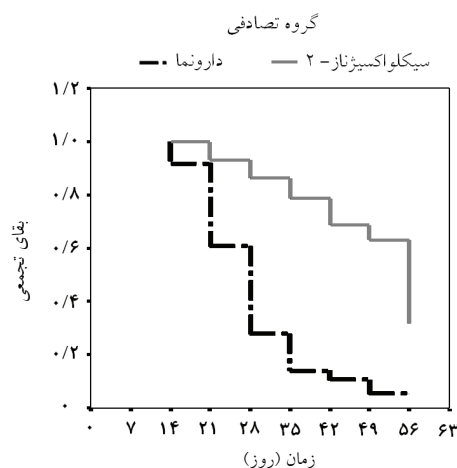 گروه تصادفی
سیکلواکسیژناز-۲ دارونما
۱/۲
۱/۰
۰/۸
۰/۶
۰/۴
۰/۲
۰
بقای تجمعی
۰ ۷ ۱۴ ۲۱ ۲۸ ۳۵ ۴۲ ۴۹ ۵۶ ۶۳
زمان (روز)